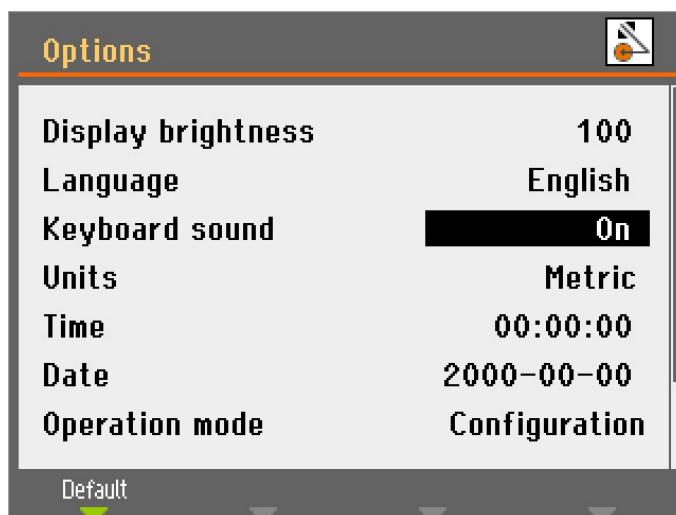 Options
Display brightness 100
Language English
Keyboard sound On
Units Metric
Time 00:00:00
Date 2000-00-00
Operation mode Configuration
Default